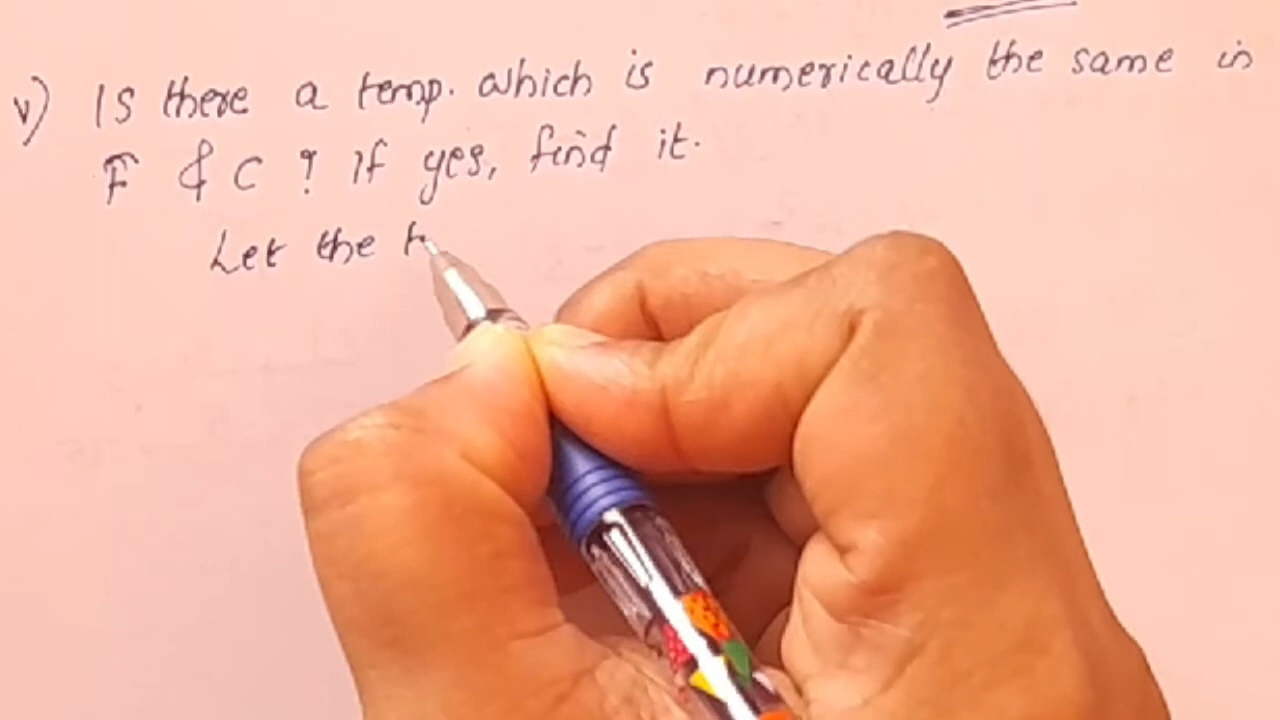 v) Is there a temp. which is numerically the same in
F & C ? If yes, find it.
Let the